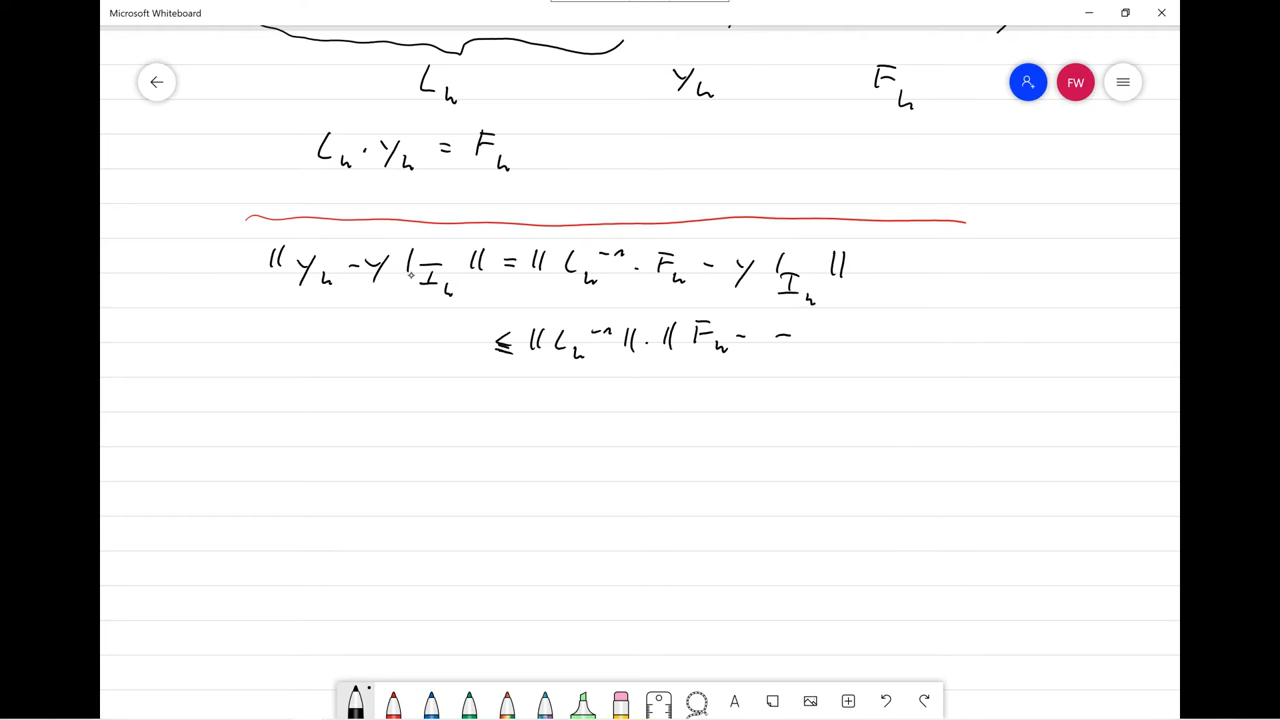 Microsoft Whiteboard
L_h y_h F_h
FW
L_h · y_h = F_h
‖ y_h - y |_{I_h} ‖ = ‖ L_h^{-1} · F_h - y |_{I_h} ‖
≤ ‖ L_h^{-1} ‖ · ‖ F_h - -
A